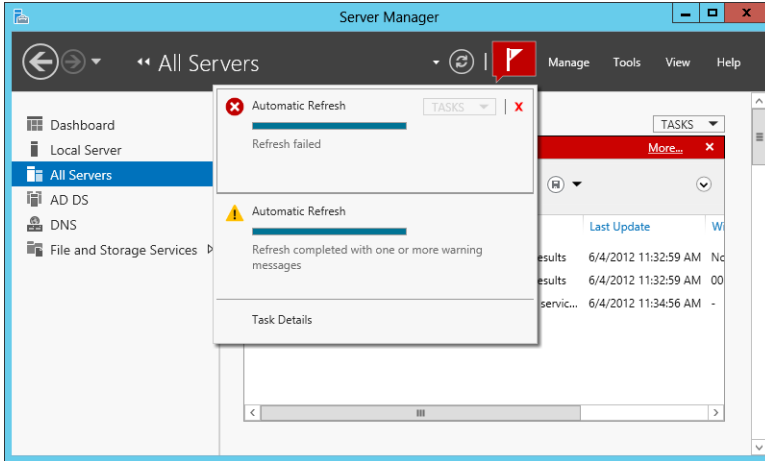 Server Manager
All Servers
Manage Tools View Help
Dashboard
Local Server
All Servers
AD DS
DNS
File and Storage Services
Automatic Refresh
TASKS
x
Refresh failed
Automatic Refresh
Refresh completed with one or more warning
messages
Task Details
TASKS
More...
Last Update Wi
esults 6/4/2012 11:32:59 AM No
esults 6/4/2012 11:32:59 AM 00
servic... 6/4/2012 11:34:56 AM -